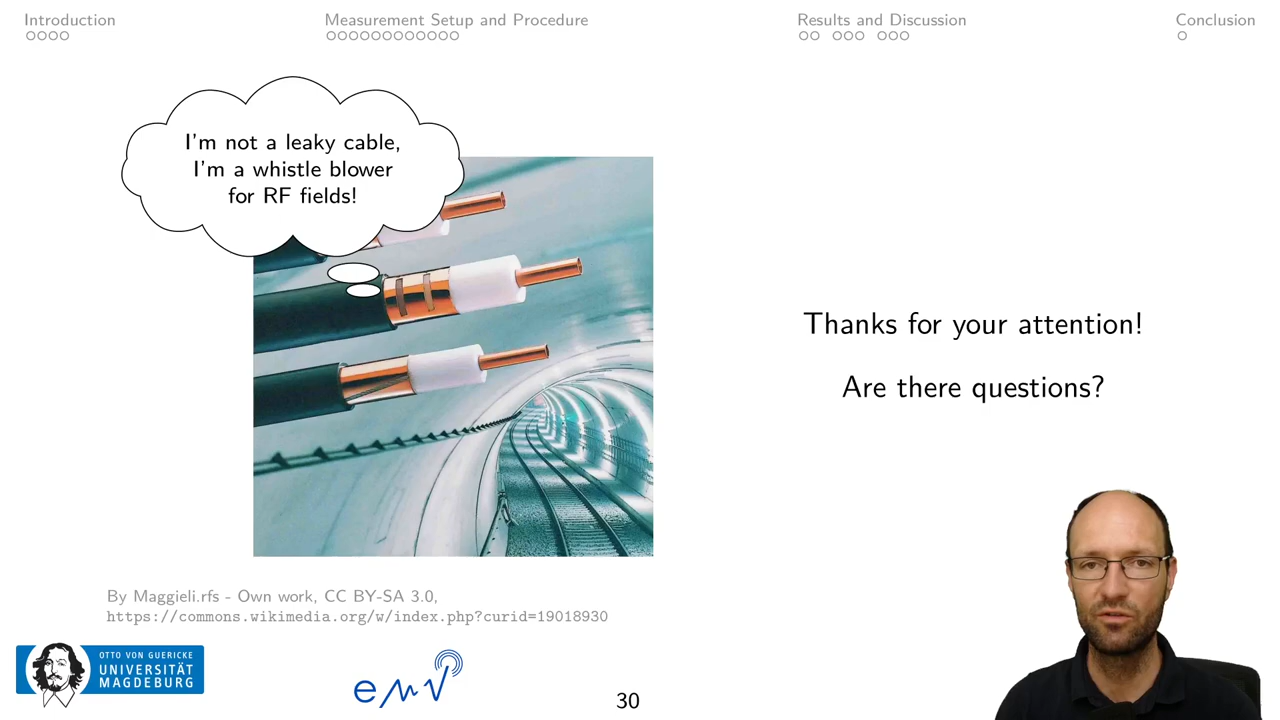 Introduction
Measurement Setup and Procedure
Results and Discussion
Conclusion
I'm not a leaky cable,
I'm a whistle blower
for RF fields!
Thanks for your attention!
Are there questions?
By Maggieli.rfs - Own work, CC BY-SA 3.0,
https://commons.wikimedia.org/w/index.php?curid=19018930
OTTO VON GUERICKE
UNIVERSITÄT
MAGDEBURG
emv
30